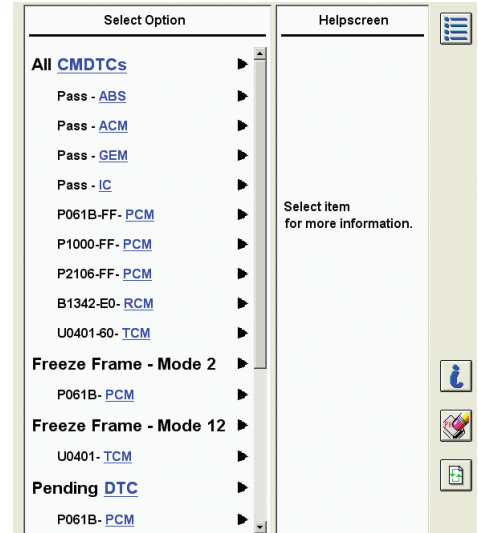 Select Option
All CMDTCs
Pass - ABS
Pass - ACM
Pass - GEM
Pass - IC
P061B-FF- PCM
P1000-FF- PCM
P2106-FF- PCM
B1342-E0- RCM
U0401-60- TCM
Freeze Frame - Mode 2
P061B- PCM
Freeze Frame - Mode 12
U0401- TCM
Pending DTC
P061B- PCM
Helpscreen
Select item
for more information.